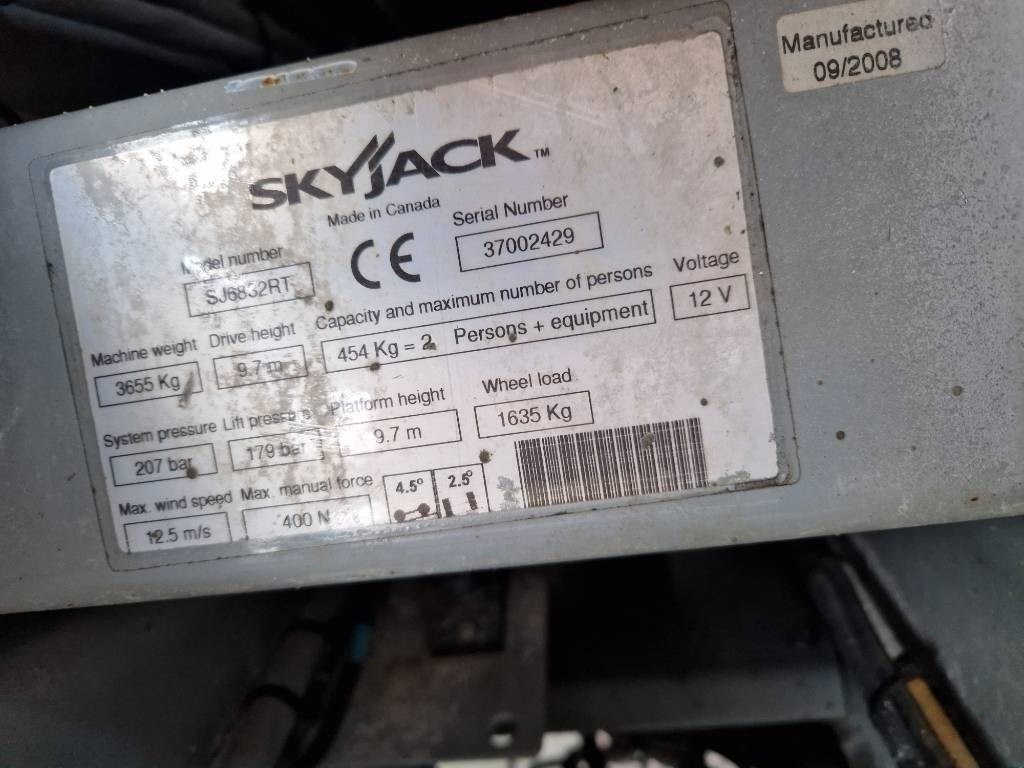 Manufactured
09/2008
SKYJACK™
Made in Canada
CE
Serial Number
37002429
Model number
SJ6832RT
Capacity and maximum number of persons
454 Kg = 2 Persons + equipment
Voltage
12 V
Machine weight
3655 Kg
Drive height
9.7 m
System pressure
207 bar
Lift pressure
179 bar
Platform height
9.7 m
Wheel load
1635 Kg
Max. wind speed
12.5 m/s
Max. manual force
400 N
4.5°
2.5°